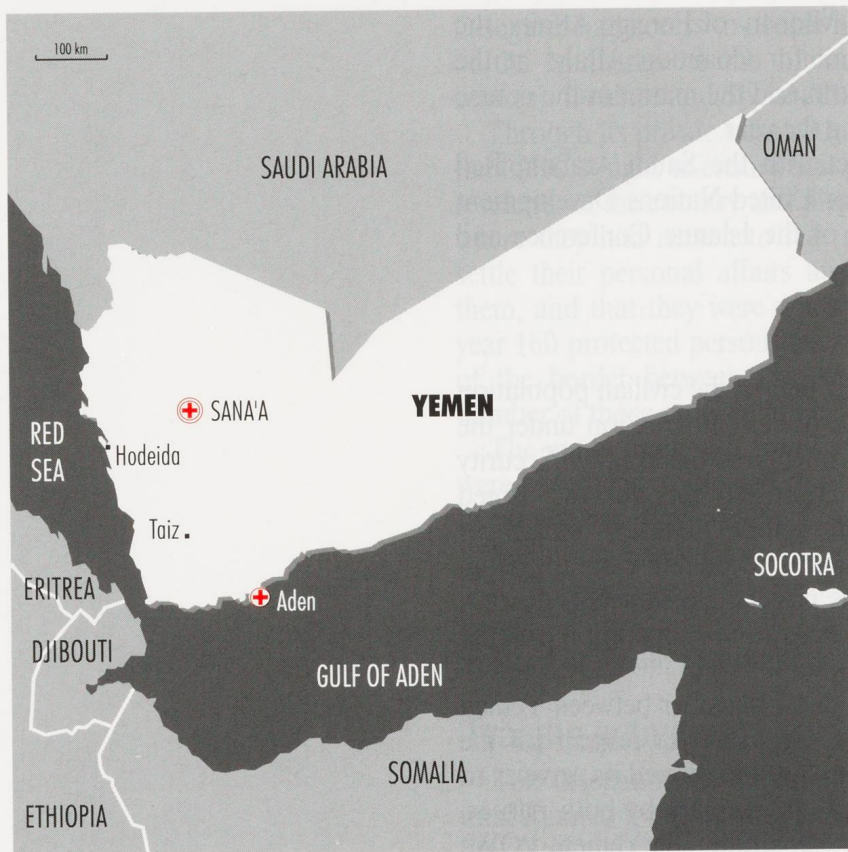 100 km
SAUDI ARABIA
OMAN
SANA'A
YEMEN
RED
SEA
Hodeida
Taiz
SOCOTRA
ERITREA
Aden
DJIBOUTI
GULF OF ADEN
SOMALIA
ETHIOPIA